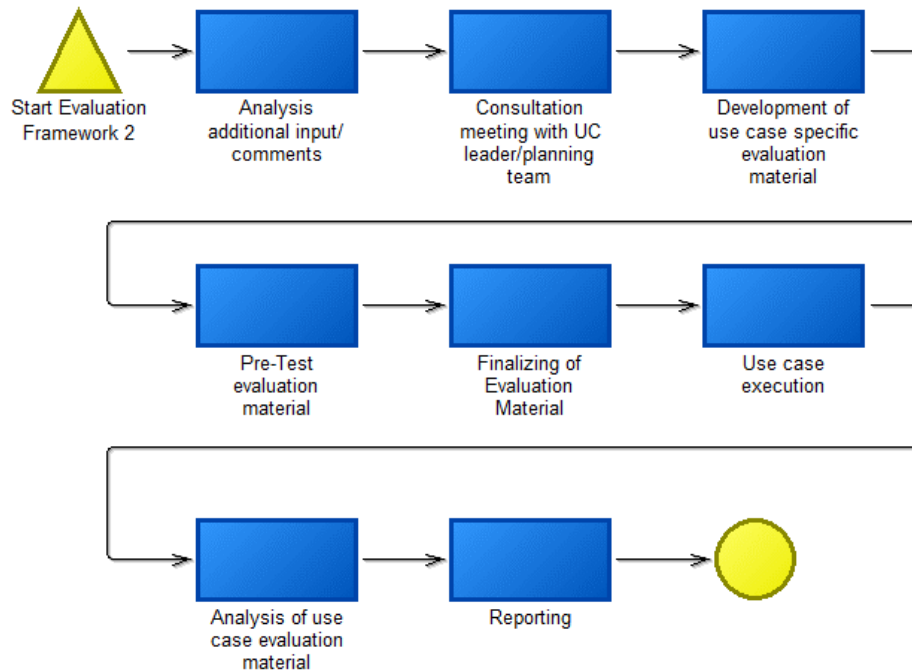 Start Evaluation
Framework 2
Analysis
additional input/
comments
Consultation
meeting with UC
leader/planning
team
Development of
use case specific
evaluation
material
Pre-Test
evaluation
material
Finalizing of
Evaluation
Material
Use case
execution
Analysis of use
case evaluation
material
Reporting